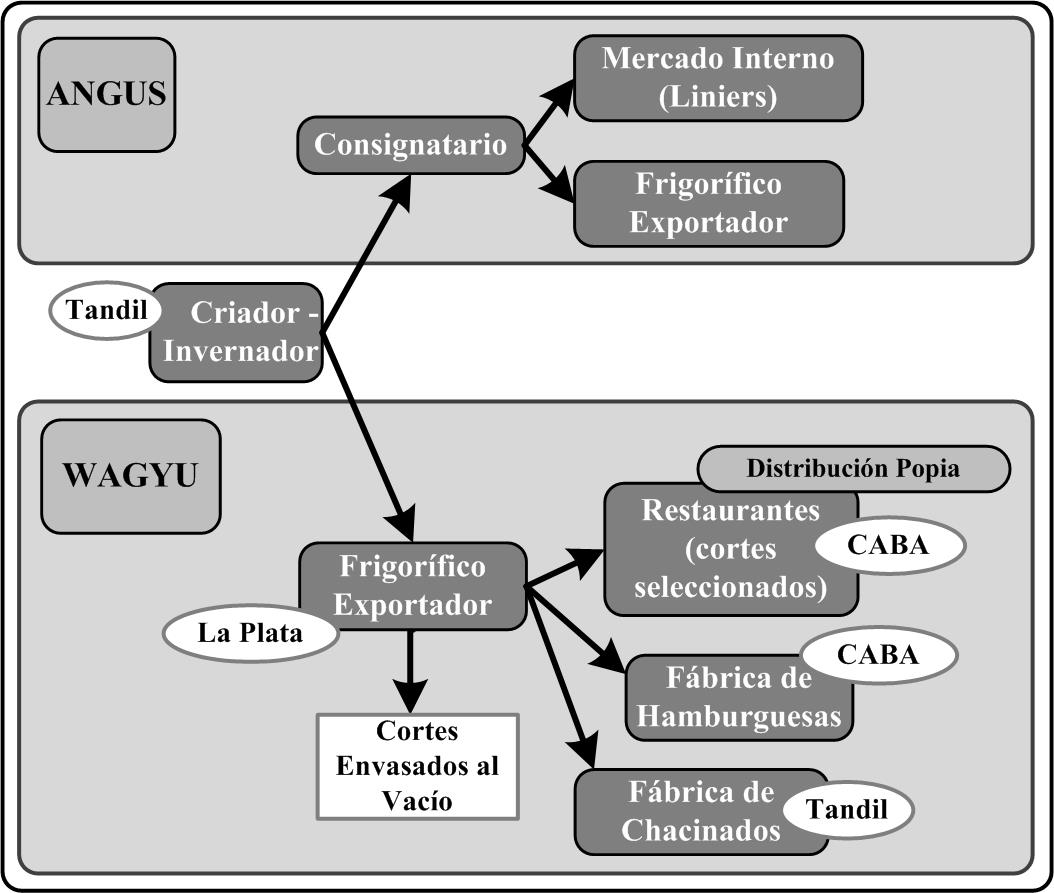 ANGUS
Mercado Interno
(Liniers)
Consignatario
Frigorífico
Exportador
Tandil
Criador -
Invernador
WAGYU
Distribución Popia
Restaurantes
(cortes
seleccionados)
CABA
Frigorífico
Exportador
La Plata
CABA
Fábrica de
Hamburguesas
Cortes
Envasados al
Vacío
Fábrica de
Chacinados
Tandil